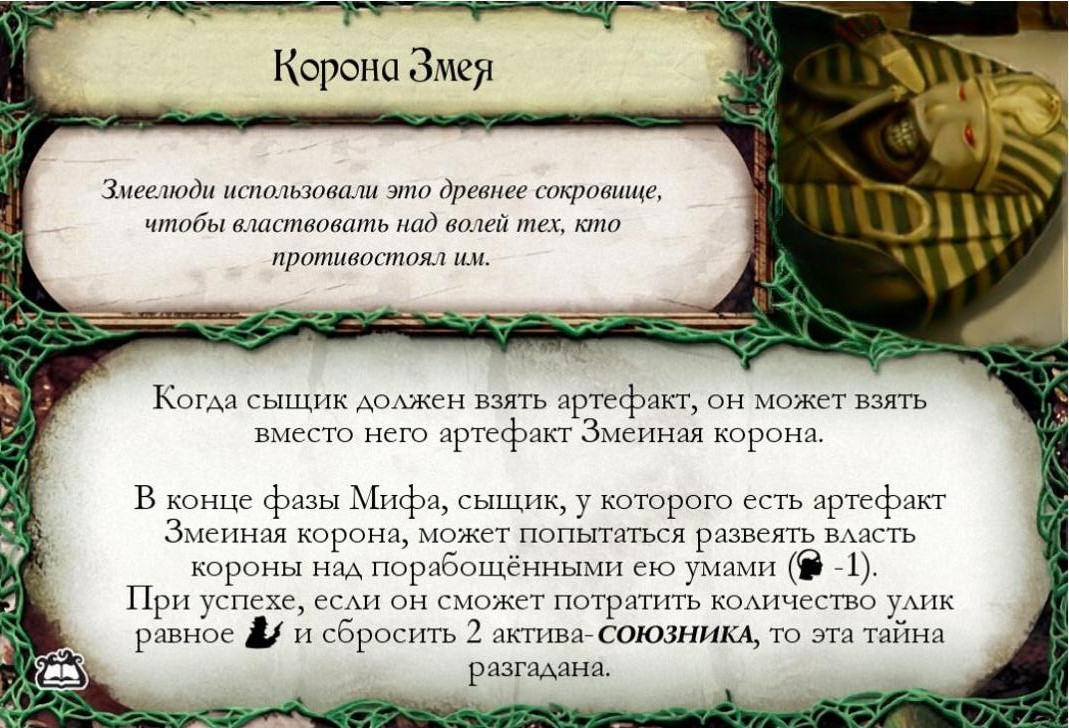 Корона Змея
Змеелюди использовали это древнее сокровище,
чтобы властвовать над волей тех, кто
противостоял им.
Когда сыщик должен взять артефакт, он может взять
вместо него артефакт Змеиная корона.
В конце фазы Мифа, сыщик, у которого есть артефакт
Змеиная корона, может попытаться развеять власть
короны над порабощёнными ею умами ( -1).
При успехе, если он сможет потратить количество улик
равное и сбросить 2 актива-СОЮЗНИКА, то эта тайна
разгадана.